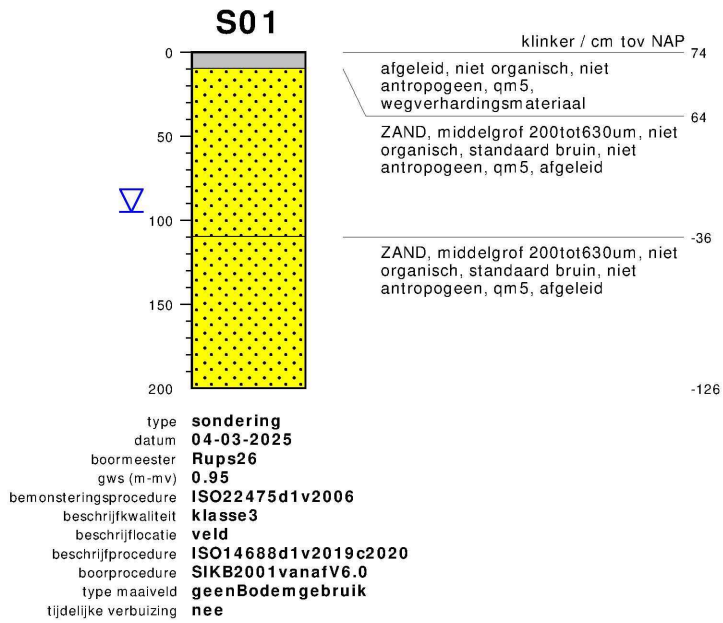 S01
klinker / cm tov NAP
0
74
afgeleid, niet organisch, niet
antropogeen, qm5,
wegverhardingsmateriaal
64
ZAND, middelgrof 200tot630um, niet
organisch, standaard bruin, niet
antropogeen, qm5, afgeleid
50
100
-36
ZAND, middelgrof 200tot630um, niet
organisch, standaard bruin, niet
antropogeen, qm5, afgeleid
150
200
-126
type sondering
datum 04-03-2025
boormeester Rups26
gws (m-mv) 0.95
bemonsteringsprocedure ISO22475d1v2006
beschrijfkwaliteit klasse3
beschrijflocatie veld
beschrijfprocedure ISO14688d1v2019c2020
boorprocedure SIKB2001vanafV6.0
type maaiveld geenBodemgebruik
tijdelijke verbuizing nee